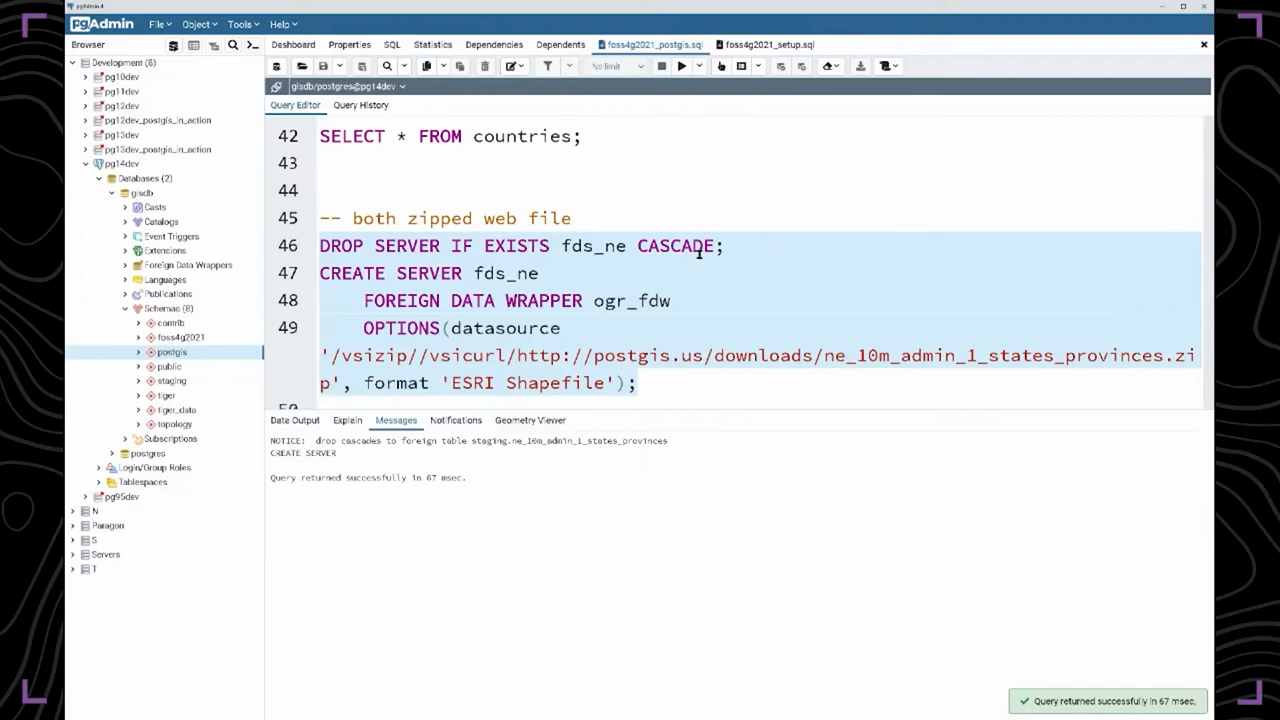 pgAdmin 4
pgAdmin File Object Tools Help
Browser
Dashboard Properties SQL Statistics Dependencies Dependents foss4g2021_postgis.sql foss4g2021_setup.sql
No limit
gisdb/postgres@pg14dev
Query Editor Query History
Development (8)
pg10dev
pg11dev
pg12dev
pg12dev_postgis_in_action
pg13dev
pg13dev_postgis_in_action
pg14dev
Databases (2)
gisdb
Casts
Catalogs
Event Triggers
Extensions
Foreign Data Wrappers
Languages
Publications
Schemas (8)
contrib
foss4g2021
postgis
public
staging
tiger
tiger_data
topology
Subscriptions
postgres
Login/Group Roles
Tablespaces
pg95dev
N
Paragon
S
Servers
T
42 SELECT * FROM countries;
43
44
45 -- both zipped web file
46 DROP SERVER IF EXISTS fds_ne CASCADE;
47 CREATE SERVER fds_ne
48 FOREIGN DATA WRAPPER ogr_fdw
49 OPTIONS(datasource
'/vsizip//vsicurl/http://postgis.us/downloads/ne_10m_admin_1_states_provinces.zi
p', format 'ESRI Shapefile');
50
Data Output Explain Messages Notifications Geometry Viewer
NOTICE: drop cascades to foreign table staging.ne_10m_admin_1_states_provinces
CREATE SERVER
Query returned successfully in 67 msec.
Query returned successfully in 67 msec.